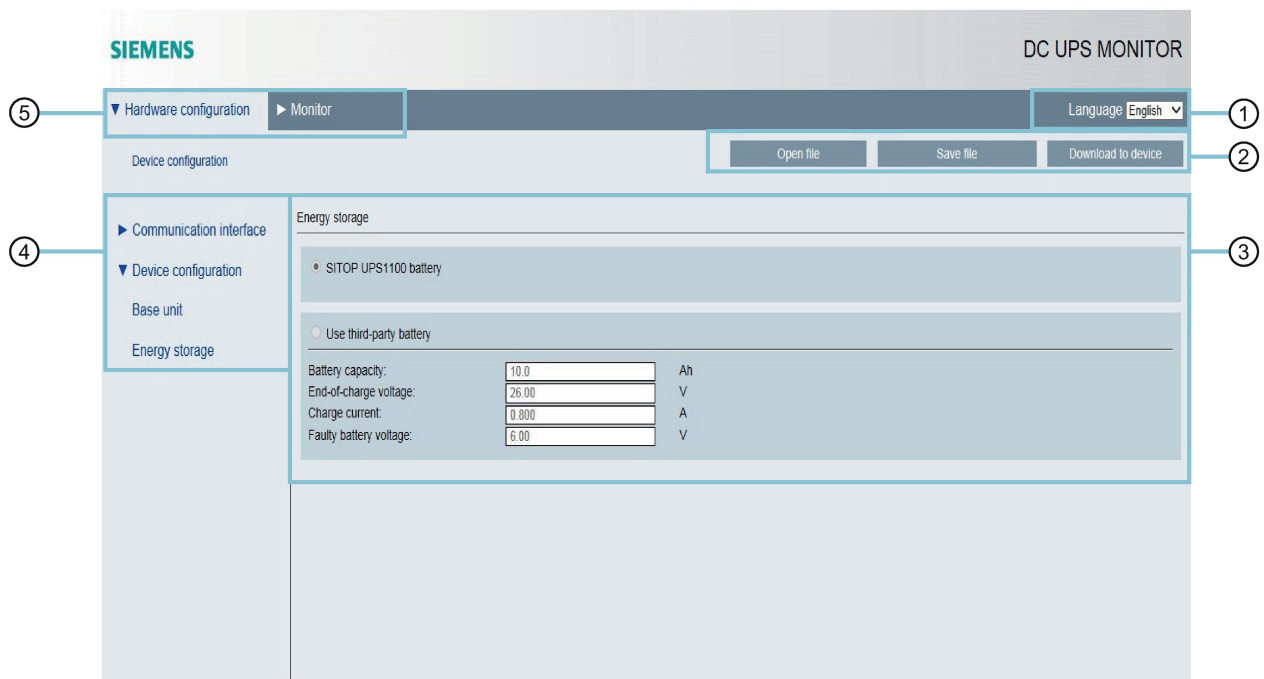 SIEMENS
DC UPS MONITOR
5
▼ Hardware configuration
▶ Monitor
Language English
1
Device configuration
Open file
Save file
Download to device
2
4
▶ Communication interface
▼ Device configuration
Base unit
Energy storage
Energy storage
3
SITOP UPS1100 battery
Use third-party battery
Battery capacity: 10.0 Ah
End-of-charge voltage: 26.00 V
Charge current: 0.800 A
Faulty battery voltage: 6.00 V